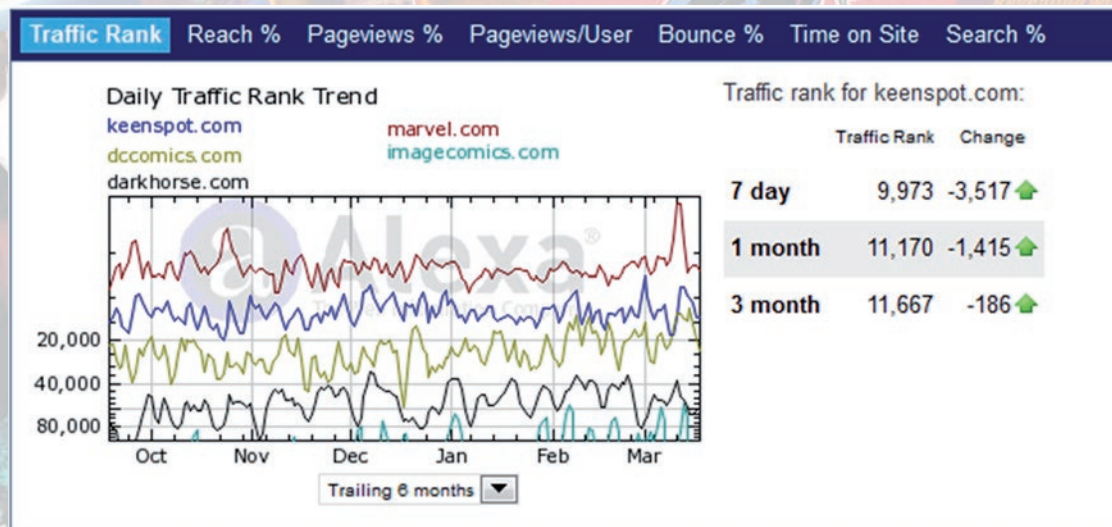 Traffic Rank Reach % Pageviews % Pageviews/User Bounce % Time on Site Search %
Daily Traffic Rank Trend
keenspot.com marvel.com
dccomics.com imagecomics.com
darkhorse.com
Alexa®
20,000
40,000
80,000
Oct Nov Dec Jan Feb Mar
Trailing 6 months
Traffic rank for keenspot.com:
Traffic Rank Change
7 day 9,973 -3,517
1 month 11,170 -1,415
3 month 11,667 -186